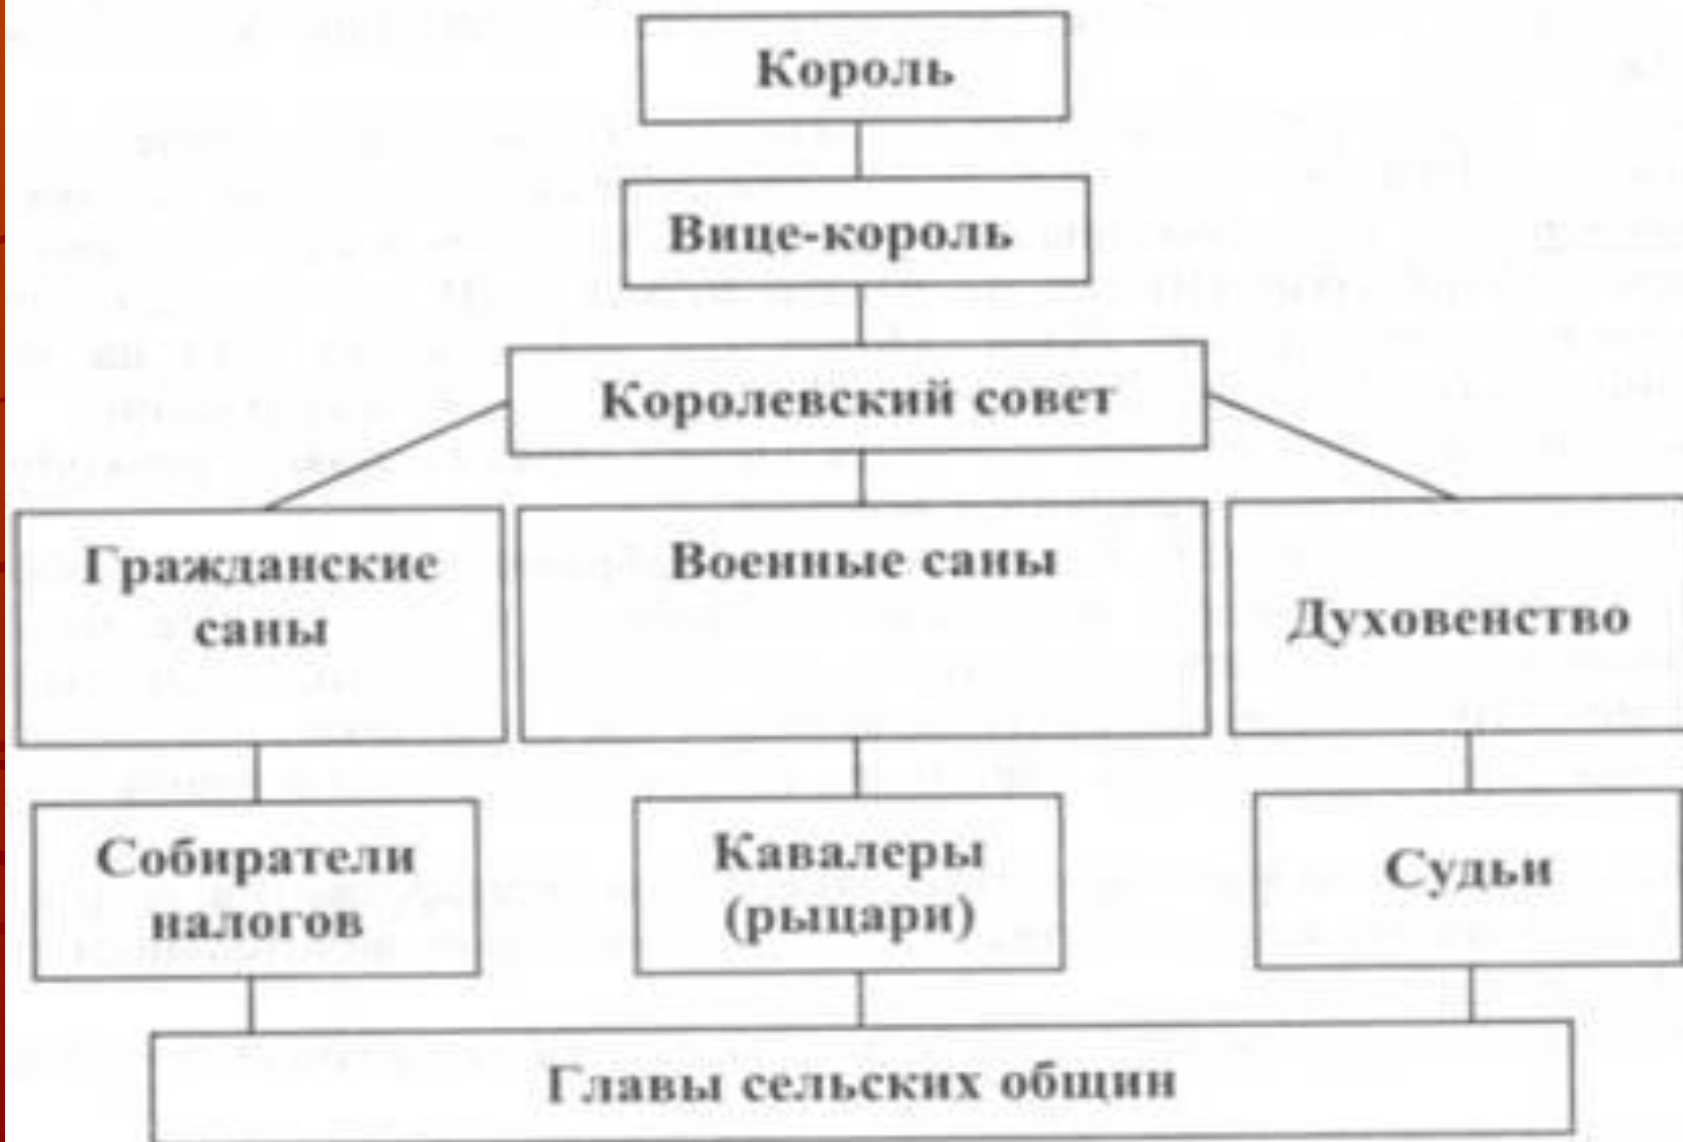 Король
Вице-король
Королевский совет
Гражданские
саны
Военные саны
Духовенство
Собиратели
налогов
Кавалеры
(рыцари)
Судьи
Главы сельских общин